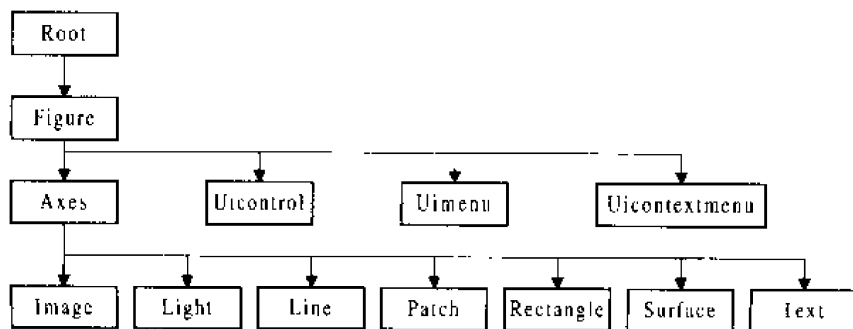 Root
Figure
Axes
Uicontrol
Uimenu
Uicontextmenu
Image
Light
Line
Patch
Rectangle
Surface
Text